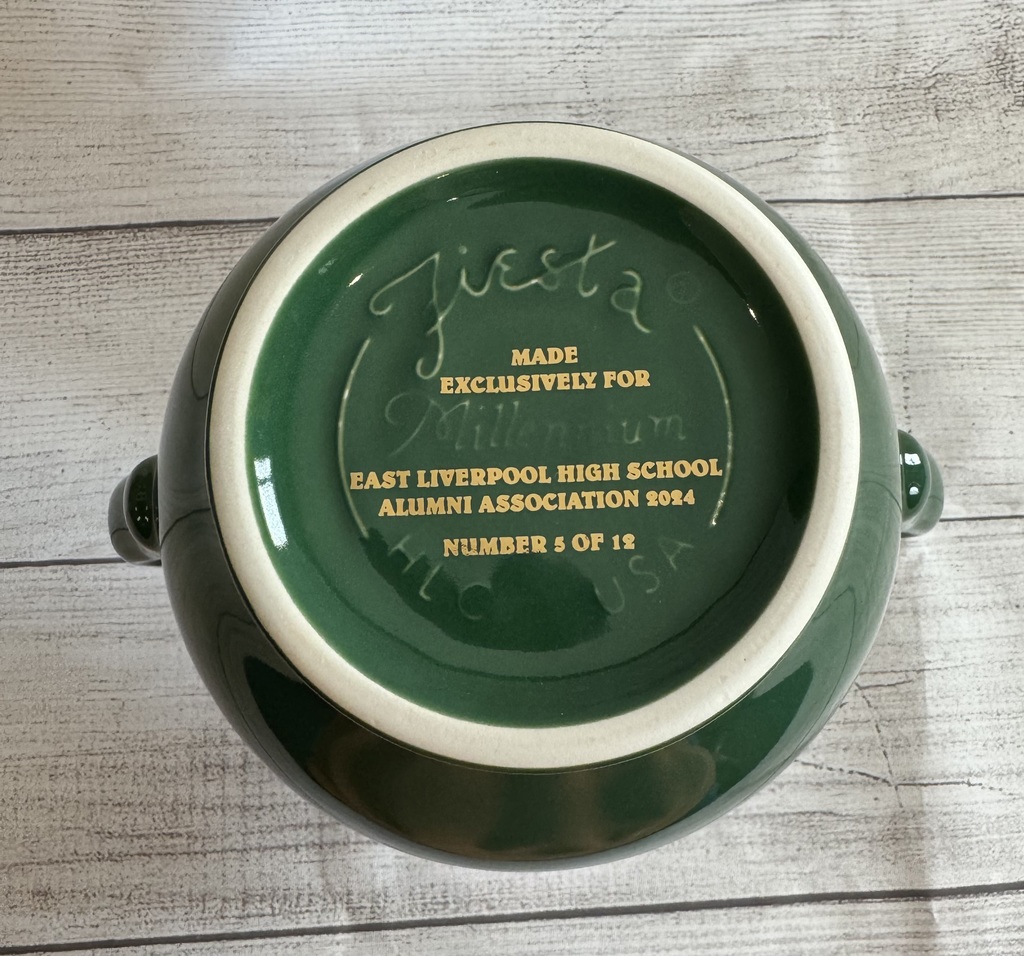 Fiesta ®
MADE
EXCLUSIVELY FOR
Millennium
EAST LIVERPOOL HIGH SCHOOL
ALUMNI ASSOCIATION 2024
NUMBER 5 OF 12
HLC USA